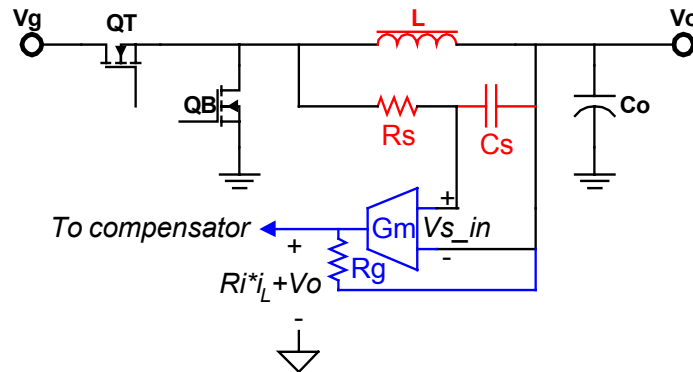 Vg
QT
L
Vo
QB
Rs
Cs
Co
To compensator
+
Gm
+
Vs_in
-
Rg
Ri*iL+Vo
-